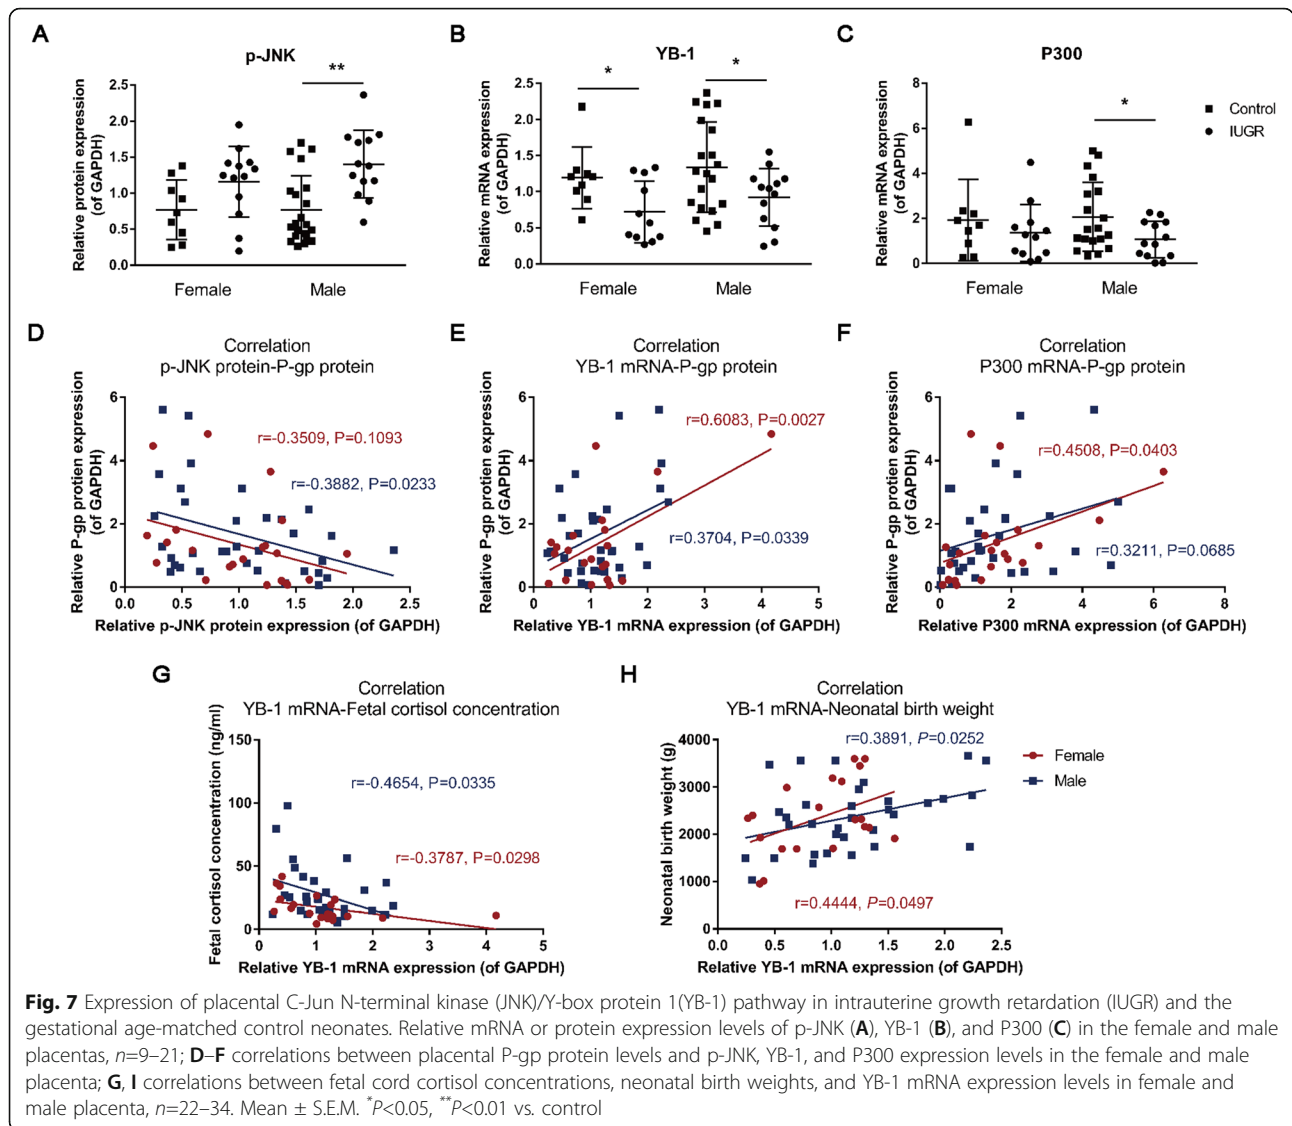 A
p-JNK
**
Relative protein expression
(of GAPDH)
2.5
2.0
1.5
1.0
0.5
0.0
Female
Male
B
YB-1
*
*
Relative mRNA expression
(of GAPDH)
2.5
2.0
1.5
1.0
0.5
0.0
Female
Male
C
P300
*
Relative mRNA expression
(of GAPDH)
8
6
4
2
0
Female
Male
Control
IUGR
D
Correlation
p-JNK protein-P-gp protein
Relative P-gp protien expression
(of GAPDH)
6
4
2
0
r=-0.3509, P=0.1093
r=-0.3882, P=0.0233
0.0 0.5 1.0 1.5 2.0 2.5
Relative p-JNK protein expression (of GAPDH)
E
Correlation
YB-1 mRNA-P-gp protein
Relative P-gp protien expression
(of GAPDH)
6
4
2
0
r=0.6083, P=0.0027
r=0.3704, P=0.0339
0 1 2 3 4 5
Relative YB-1 mRNA expression (of GAPDH)
F
Correlation
P300 mRNA-P-gp protein
Relative P-gp protien expression
(of GAPDH)
6
4
2
0
r=0.4508, P=0.0403
r=0.3211, P=0.0685
0 2 4 6 8
Relative P300 mRNA expression (of GAPDH)
G
Correlation
YB-1 mRNA-Fetal cortisol concentration
Fetal cortisol concentration (ng/ml)
150
100
50
0
r=-0.4654, P=0.0335
r=-0.3787, P=0.0298
0 1 2 3 4 5
Relative YB-1 mRNA expression (of GAPDH)
H
Correlation
YB-1 mRNA-Neonatal birth weight
Neonatal birth weight (g)
4000
3000
2000
1000
0
r=0.3891, P=0.0252
r=0.4444, P=0.0497
0.0 0.5 1.0 1.5 2.0 2.5
Relative YB-1 mRNA expression (of GAPDH)
Female
Male
Fig. 7 Expression of placental C-Jun N-terminal kinase (JNK)/Y-box protein 1(YB-1) pathway in intrauterine growth retardation (IUGR) and the
gestational age-matched control neonates. Relative mRNA or protein expression levels of p-JNK (A), YB-1 (B), and P300 (C) in the female and male
placentas, n=9–21; D–F correlations between placental P-gp protein levels and p-JNK, YB-1, and P300 expression levels in the female and male
placenta; G, I correlations between fetal cord cortisol concentrations, neonatal birth weights, and YB-1 mRNA expression levels in female and
male placenta, n=22–34. Mean ± S.E.M. *P<0.05, **P<0.01 vs. control